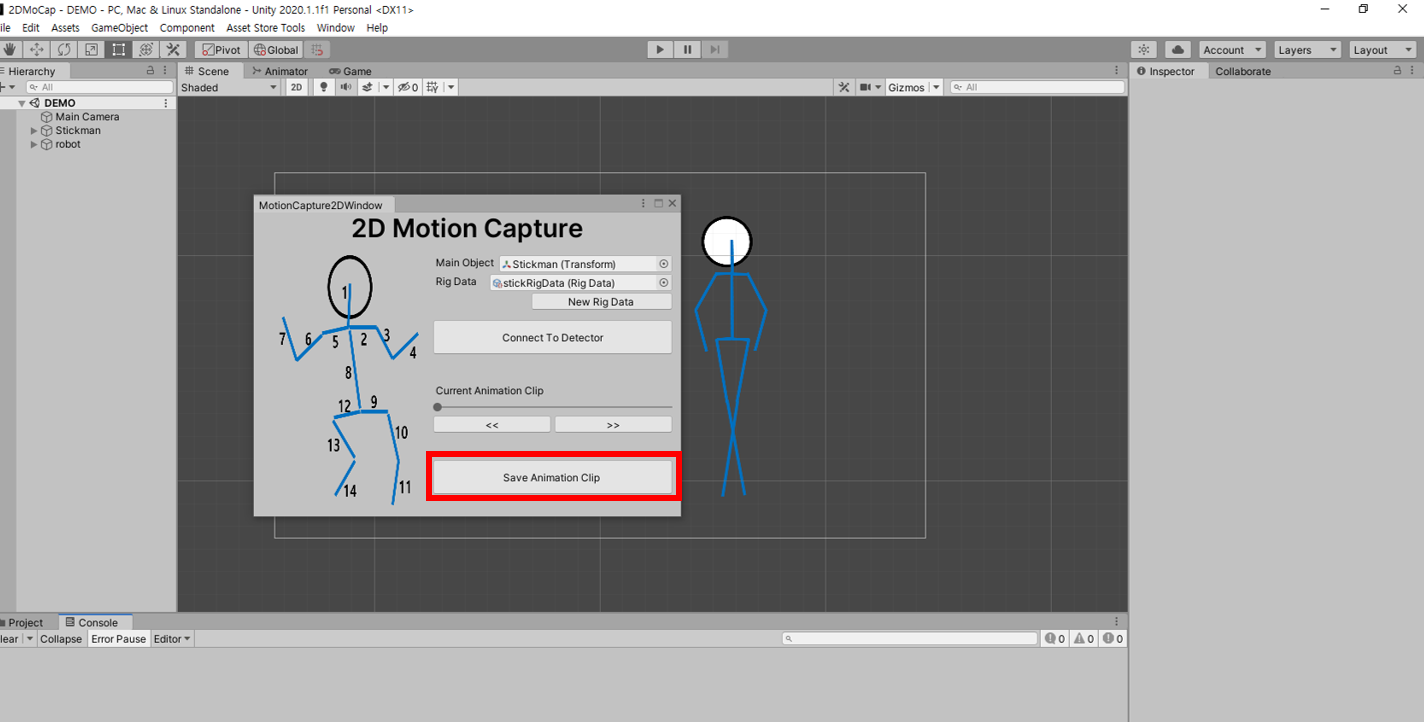 2DMoCap - DEMO - PC, Mac & Linux Standalone - Unity 2020.1.1f1 Personal <DX11>
ile Edit Assets GameObject Component Asset Store Tools Window Help
Pivot Global Account Layers Layout
Hierarchy Scene Animator Game Inspector Collaborate
All Shaded 2D 0 Gizmos All
DEMO
Main Camera
Stickman
robot
MotionCapture2DWindow
2D Motion Capture
Main Object Stickman (Transform)
Rig Data stickRigData (Rig Data)
New Rig Data
Connect To Detector
Current Animation Clip
<< >>
Save Animation Clip
1
7 6 5 2 3 4
8
12 9
13 10
14 11
Project Console
lear Collapse Error Pause Editor 0 0 0